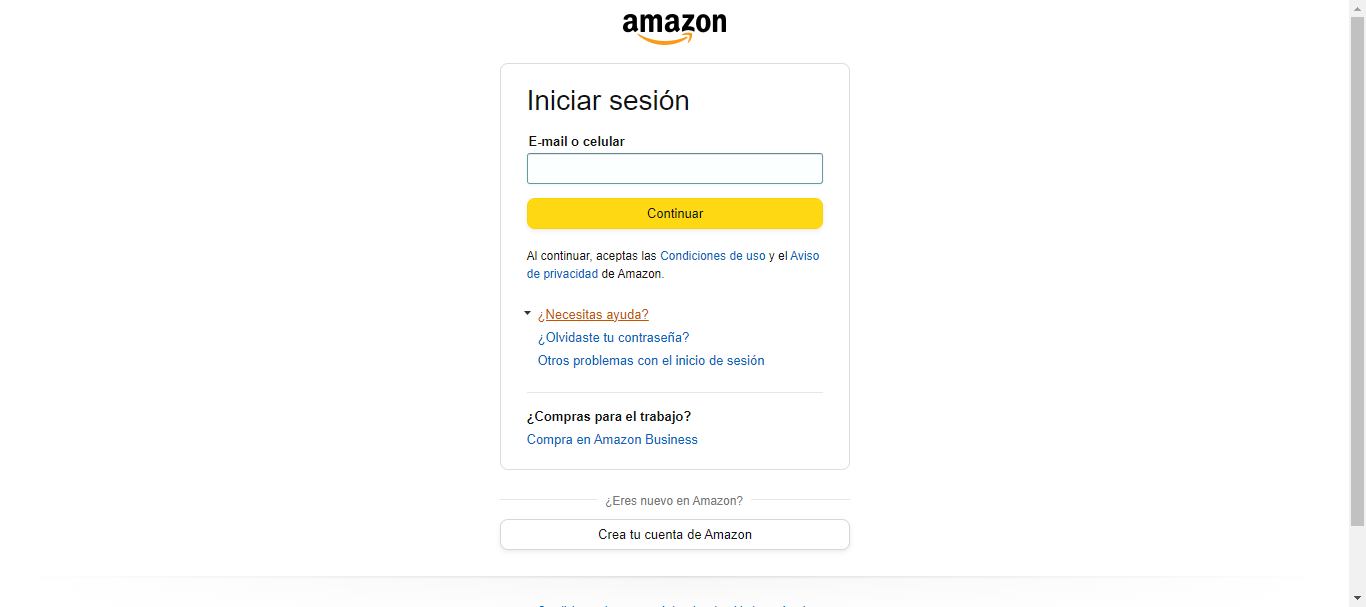 amazon
Iniciar sesión
E-mail o celular
Continuar
Al continuar, aceptas las Condiciones de uso y el Aviso
de privacidad de Amazon.
¿Necesitas ayuda?
¿Olvidaste tu contraseña?
Otros problemas con el inicio de sesión
¿Compras para el trabajo?
Compra en Amazon Business
¿Eres nuevo en Amazon?
Crea tu cuenta de Amazon